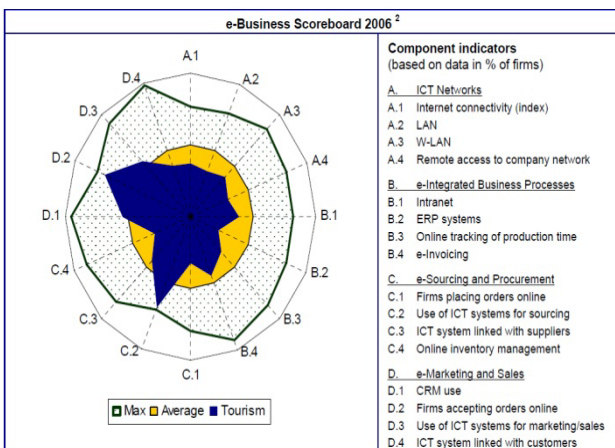 e-Business Scoreboard 2006 2
A.1
A.2
A.3
A.4
B.1
B.2
B.3
B.4
C.1
C.2
C.3
C.4
D.1
D.2
D.3
D.4
Max Average Tourism
Component indicators
(based on data in % of firms)
A. ICT Networks
A.1 Internet connectivity (index)
A.2 LAN
A.3 W-LAN
A.4 Remote access to company network
B. e-Integrated Business Processes
B.1 Intranet
B.2 ERP systems
B.3 Online tracking of production time
B.4 e-Invoicing
C. e-Sourcing and Procurement
C.1 Firms placing orders online
C.2 Use of ICT systems for sourcing
C.3 ICT system linked with suppliers
C.4 Online inventory management
D. e-Marketing and Sales
D.1 CRM use
D.2 Firms accepting orders online
D.3 Use of ICT systems for marketing/sales
D.4 ICT system linked with customers